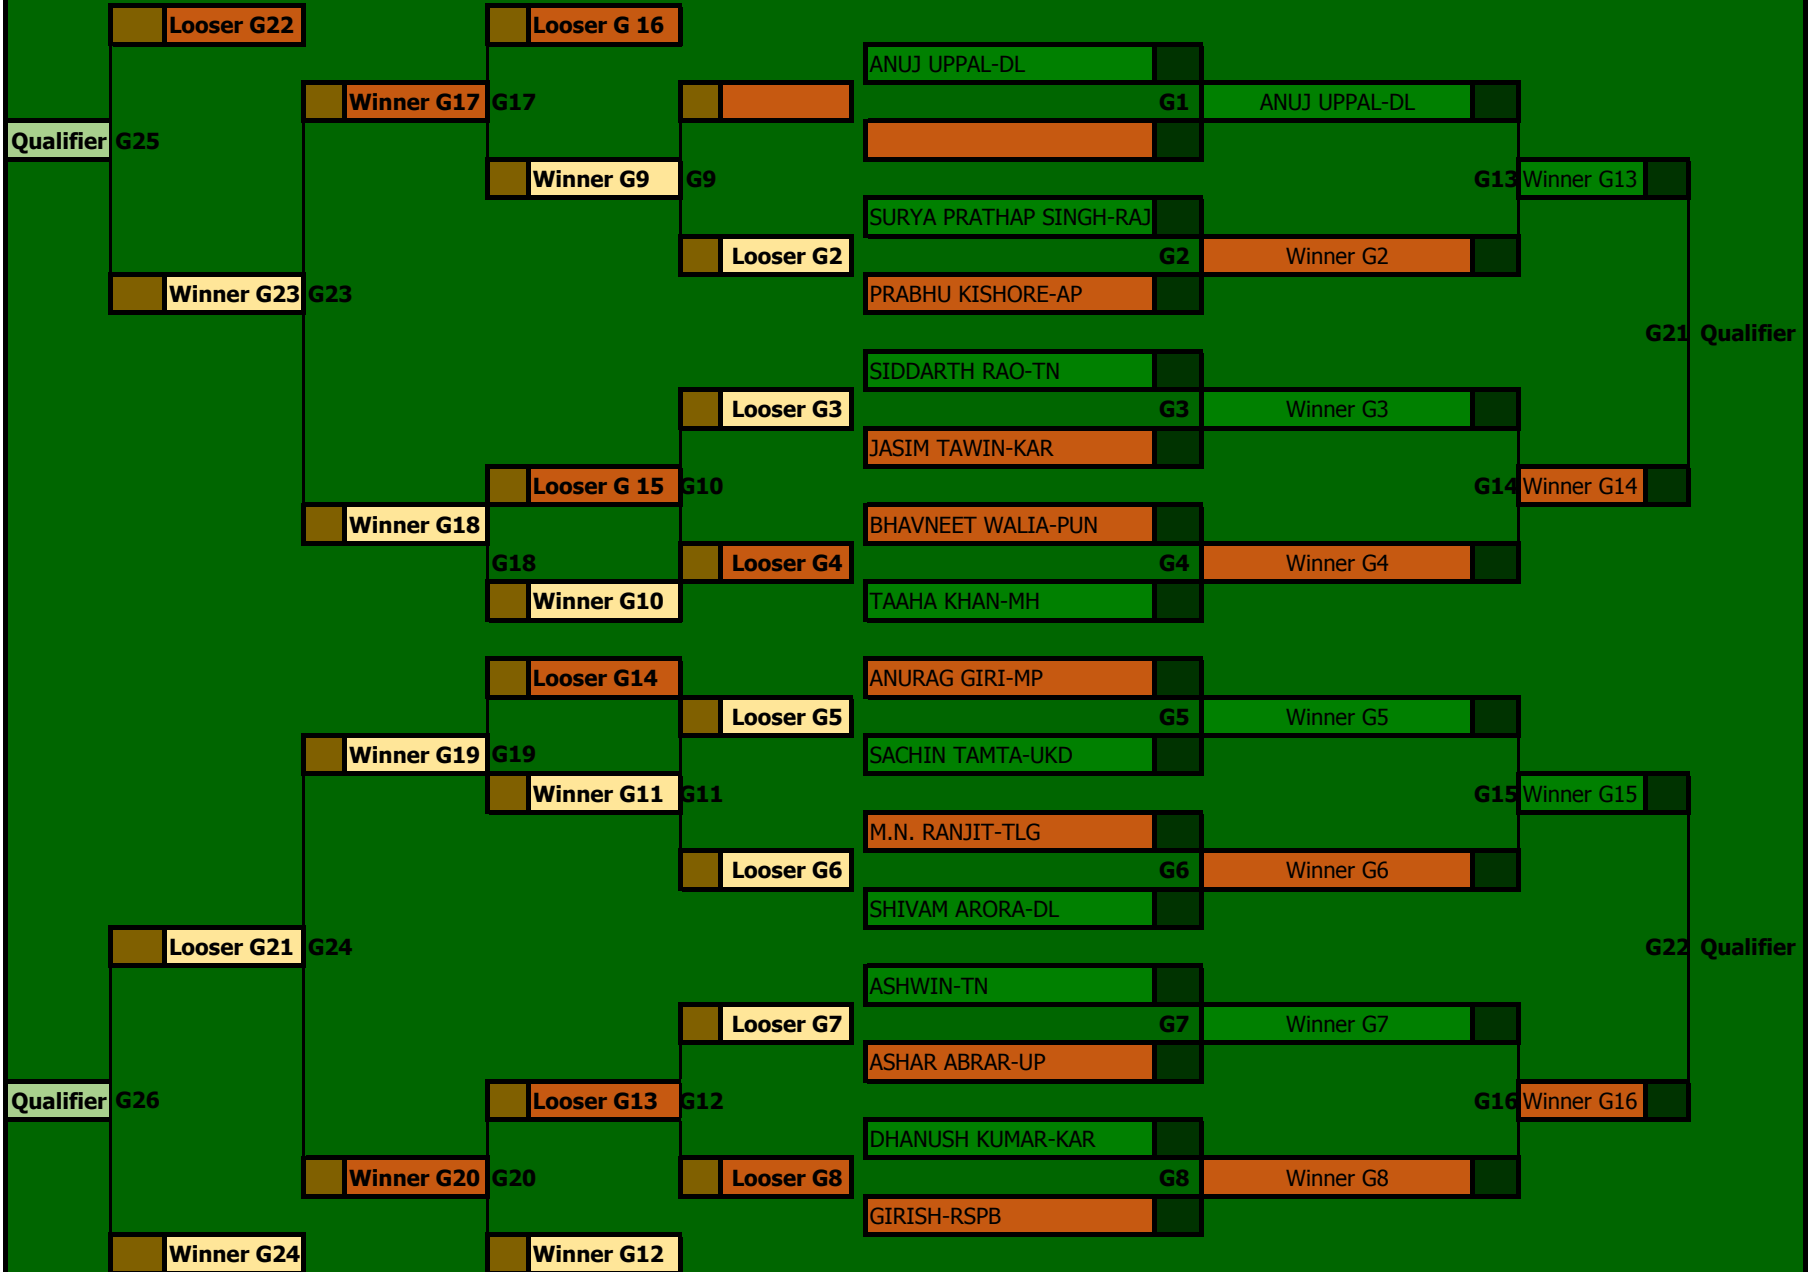 Looser G22
Looser G 16
ANUJ UPPAL-DL
Winner G17 G17
G1 ANUJ UPPAL-DL
Qualifier G25
Winner G9 G9
G13 Winner G13
SURYA PRATHAP SINGH-RAJ
Looser G2
G2 Winner G2
Winner G23 G23
PRABHU KISHORE-AP
G21 Qualifier
SIDDARTH RAO-TN
Looser G3
G3 Winner G3
JASIM TAWIN-KAR
Looser G 15 G10
G14 Winner G14
Winner G18
BHAVNEET WALIA-PUN
G18
Looser G4
G4 Winner G4
Winner G10
TAAHA KHAN-MH
Looser G14
ANURAG GIRI-MP
Looser G5
G5 Winner G5
Winner G19 G19
SACHIN TAMTA-UKD
Winner G11 G11
G15 Winner G15
M.N. RANJIT-TLG
Looser G6
G6 Winner G6
SHIVAM ARORA-DL
Looser G21 G24
G22 Qualifier
ASHWIN-TN
Looser G7
G7 Winner G7
ASHAR ABRAR-UP
Qualifier G26
Looser G13 G12
G16 Winner G16
DHANUSH KUMAR-KAR
Winner G20 G20
Looser G8
G8 Winner G8
GIRISH-RSPB
Winner G24
Winner G12